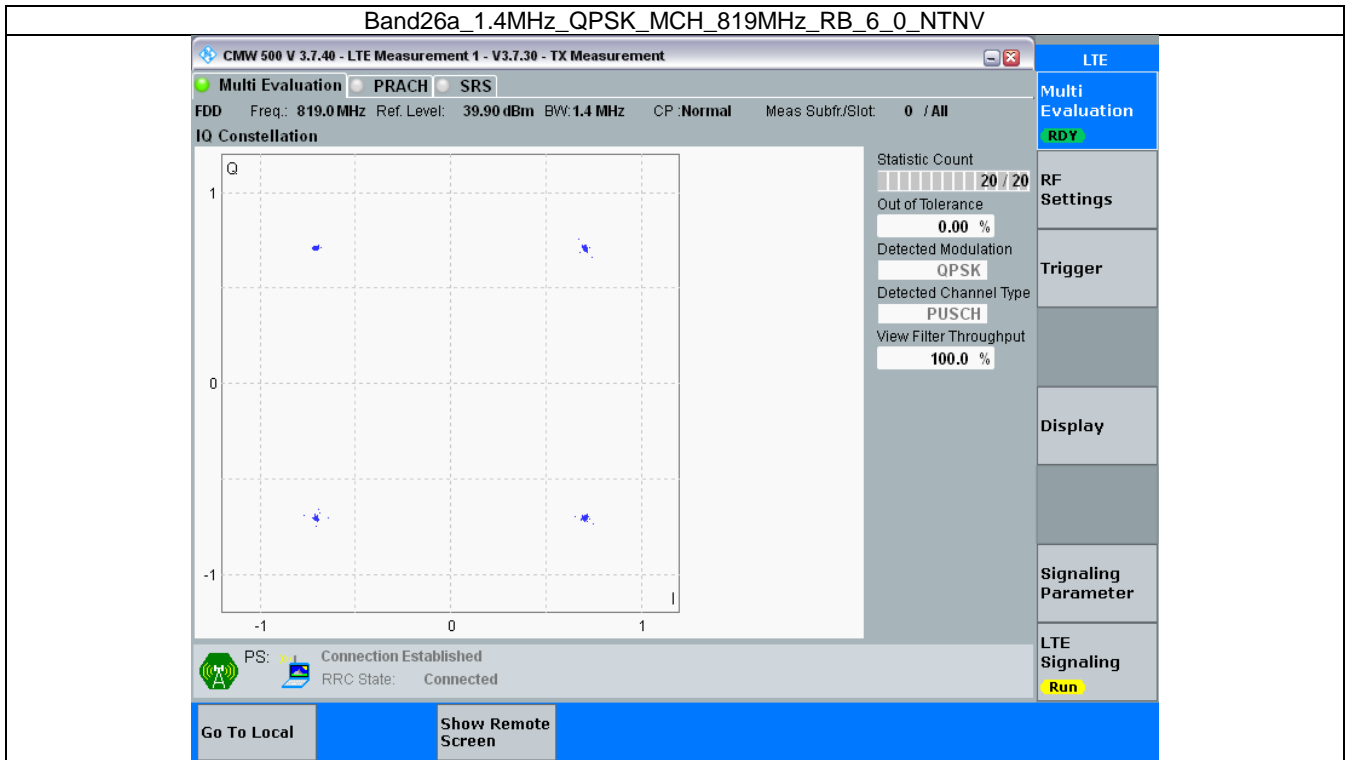 Band26a_1.4MHz_QPSK_MCH_819MHz_RB_6_0_NTNV
CMW 500 V 3.7.40 - LTE Measurement 1 - V3.7.30 - TX Measurement
LTE
Multi Evaluation PRACH SRS
FDD Freq.: 819.0 MHz Ref. Level: 39.90 dBm BW: 1.4 MHz CP : Normal Meas Subfr./Slot: 0 / All
IQ Constellation
Q
1
0
-1
I
-1 0 1
Statistic Count
20 / 20
Out of Tolerance
0.00 %
Detected Modulation
QPSK
Detected Channel Type
PUSCH
View Filter Throughput
100.0 %
Multi
Evaluation
RDY
RF
Settings
Trigger
Display
Signaling
Parameter
LTE
Signaling
Run
PS: Connection Established
RRC State: Connected
Go To Local
Show Remote
Screen